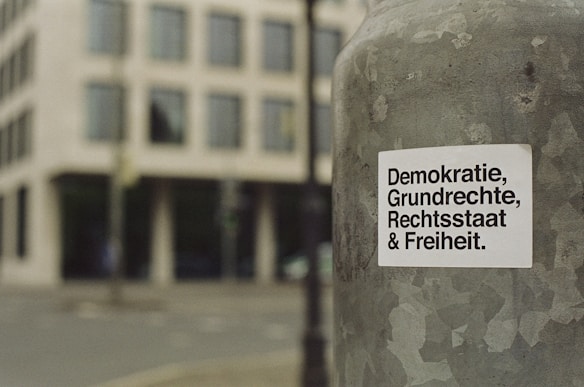 Demokratie,
Grundrechte,
Rechtsstaat
& Freiheit.